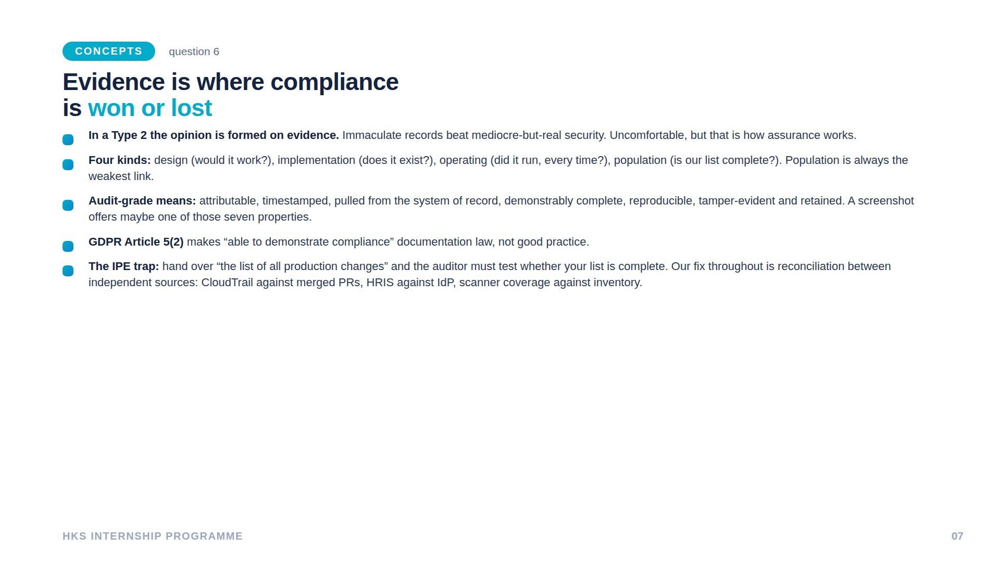 CONCEPTS question 6
Evidence is where compliance
is won or lost
In a Type 2 the opinion is formed on evidence. Immaculate records beat mediocre-but-real security. Uncomfortable, but that is how assurance works.
Four kinds: design (would it work?), implementation (does it exist?), operating (did it run, every time?), population (is our list complete?). Population is always the
weakest link.
Audit-grade means: attributable, timestamped, pulled from the system of record, demonstrably complete, reproducible, tamper-evident and retained. A screenshot
offers maybe one of those seven properties.
GDPR Article 5(2) makes “able to demonstrate compliance” documentation law, not good practice.
The IPE trap: hand over “the list of all production changes” and the auditor must test whether your list is complete. Our fix throughout is reconciliation between
independent sources: CloudTrail against merged PRs, HRIS against IdP, scanner coverage against inventory.
HKS INTERNSHIP PROGRAMME
07